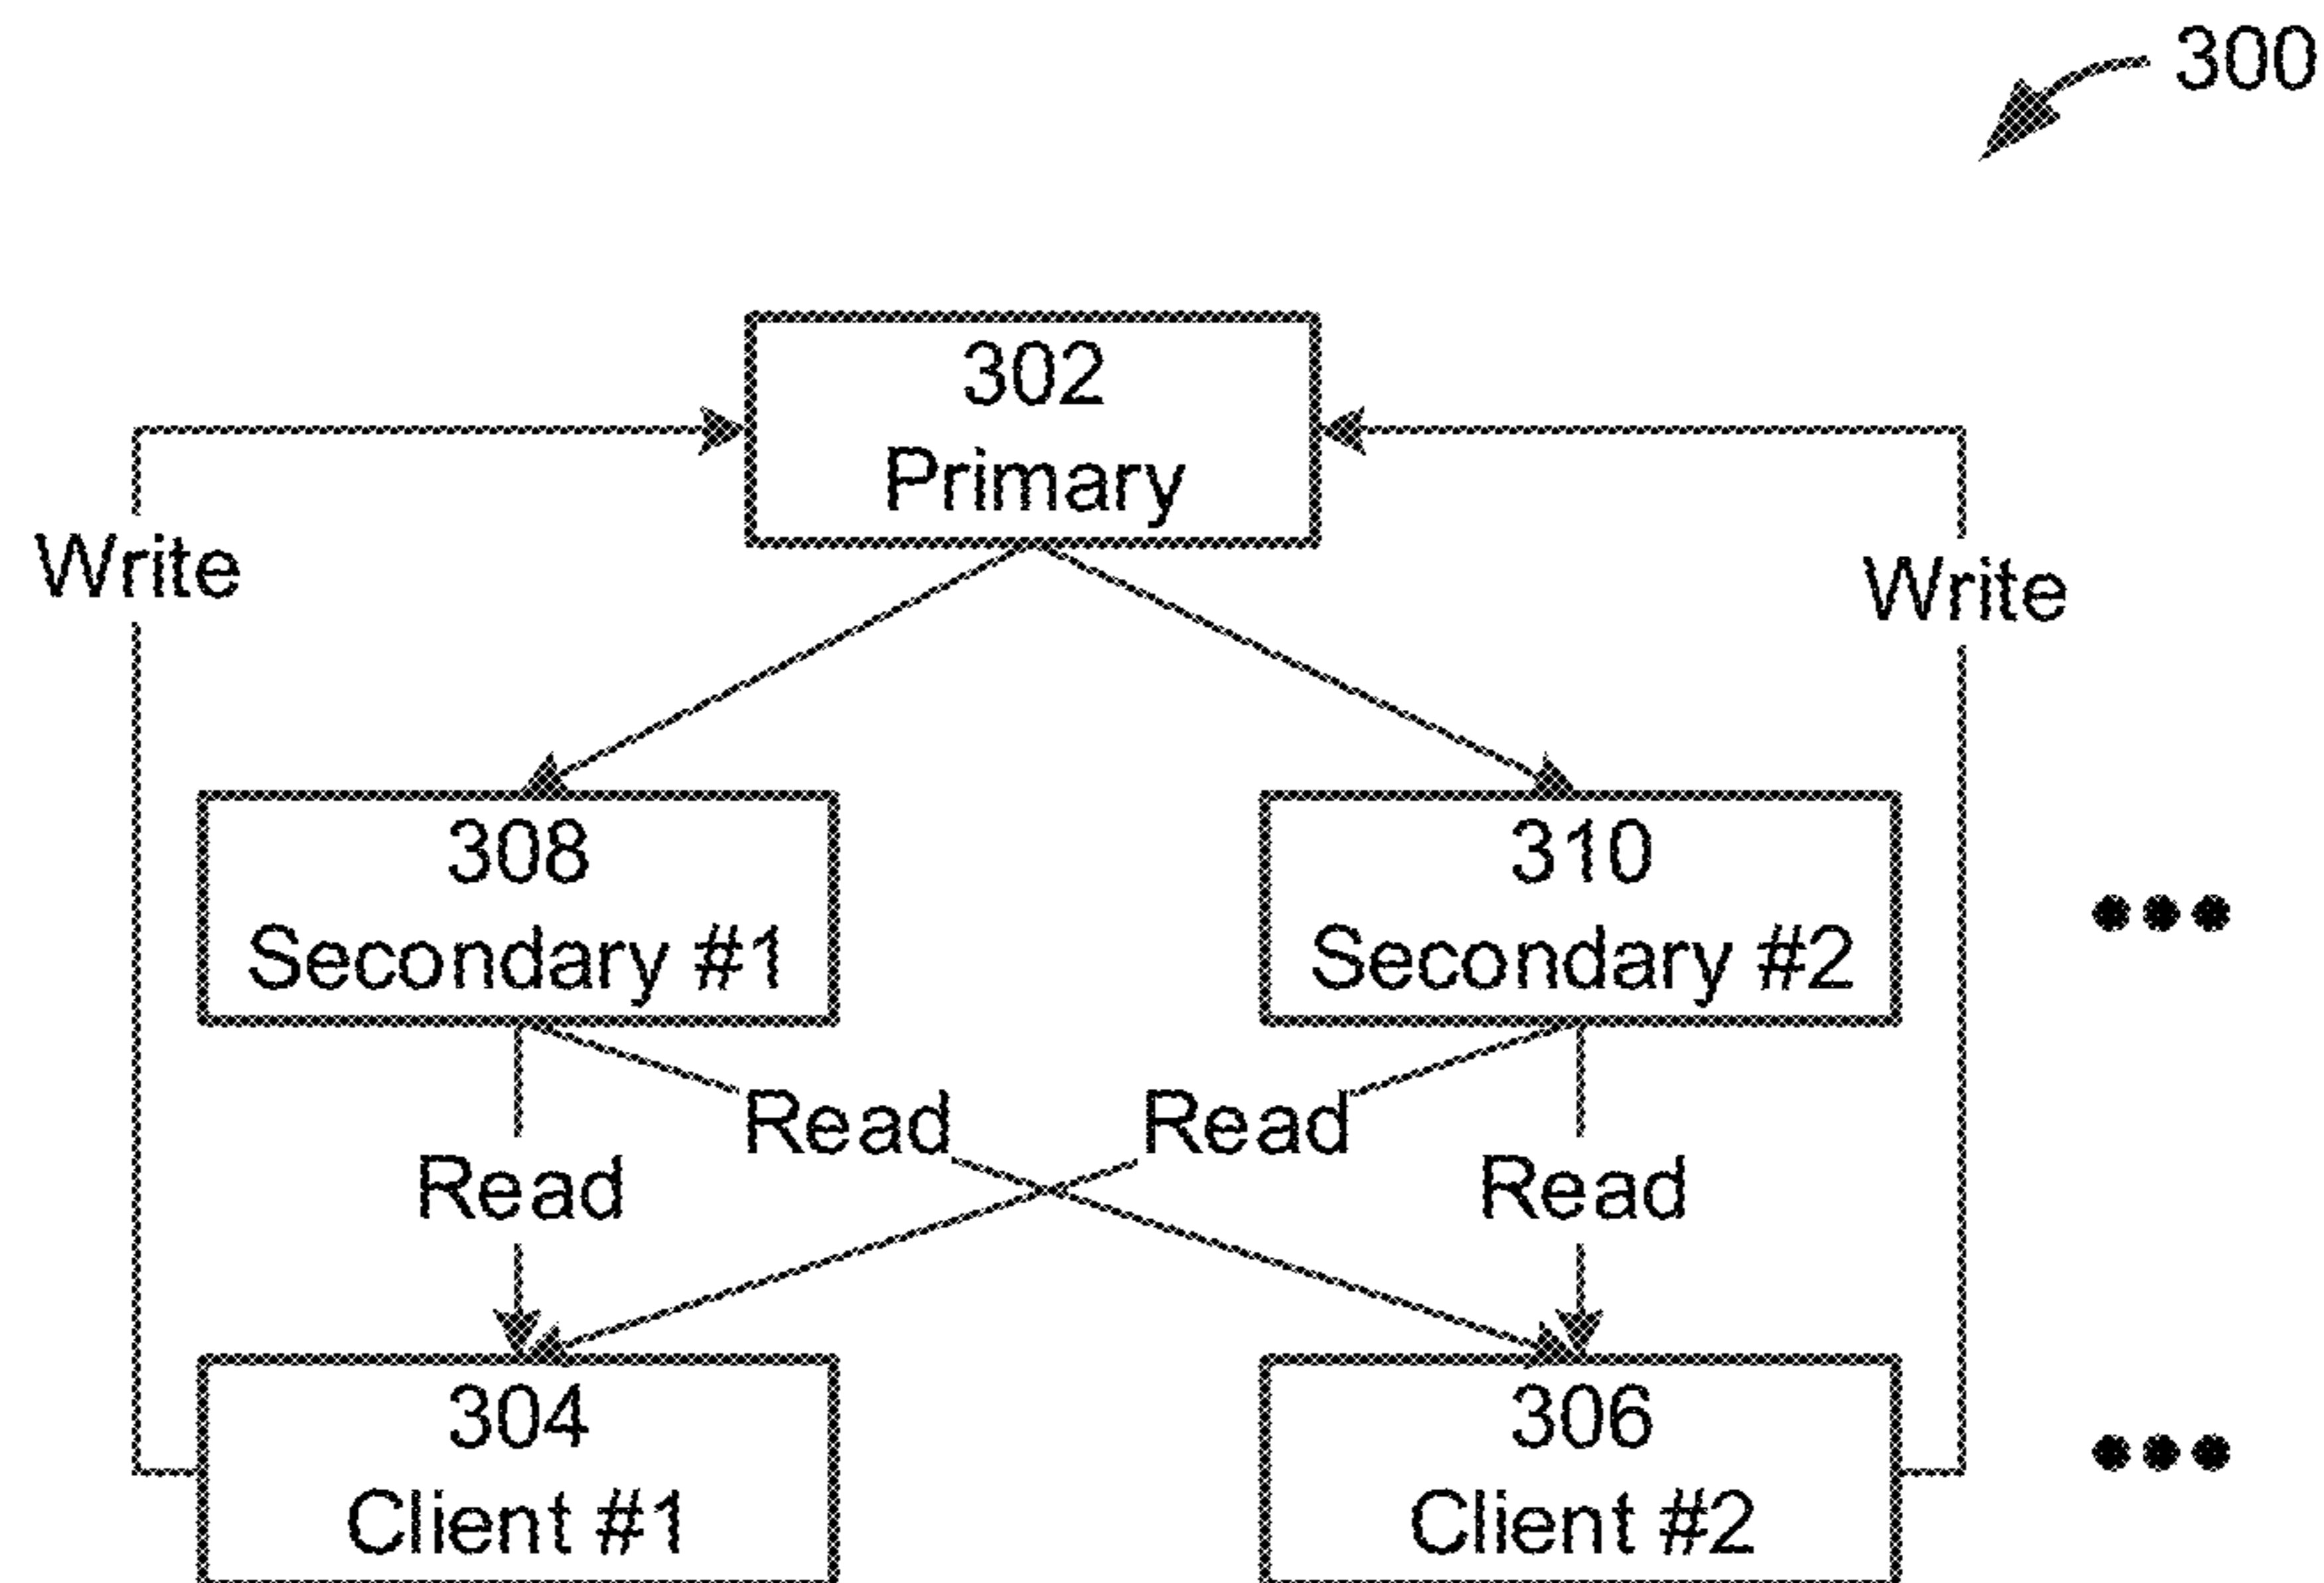 300
302
Primary
Write
Write
308
Secondary #1
310
Secondary #2
Read
Read
Read
Read
304
Client #1
306
Client #2